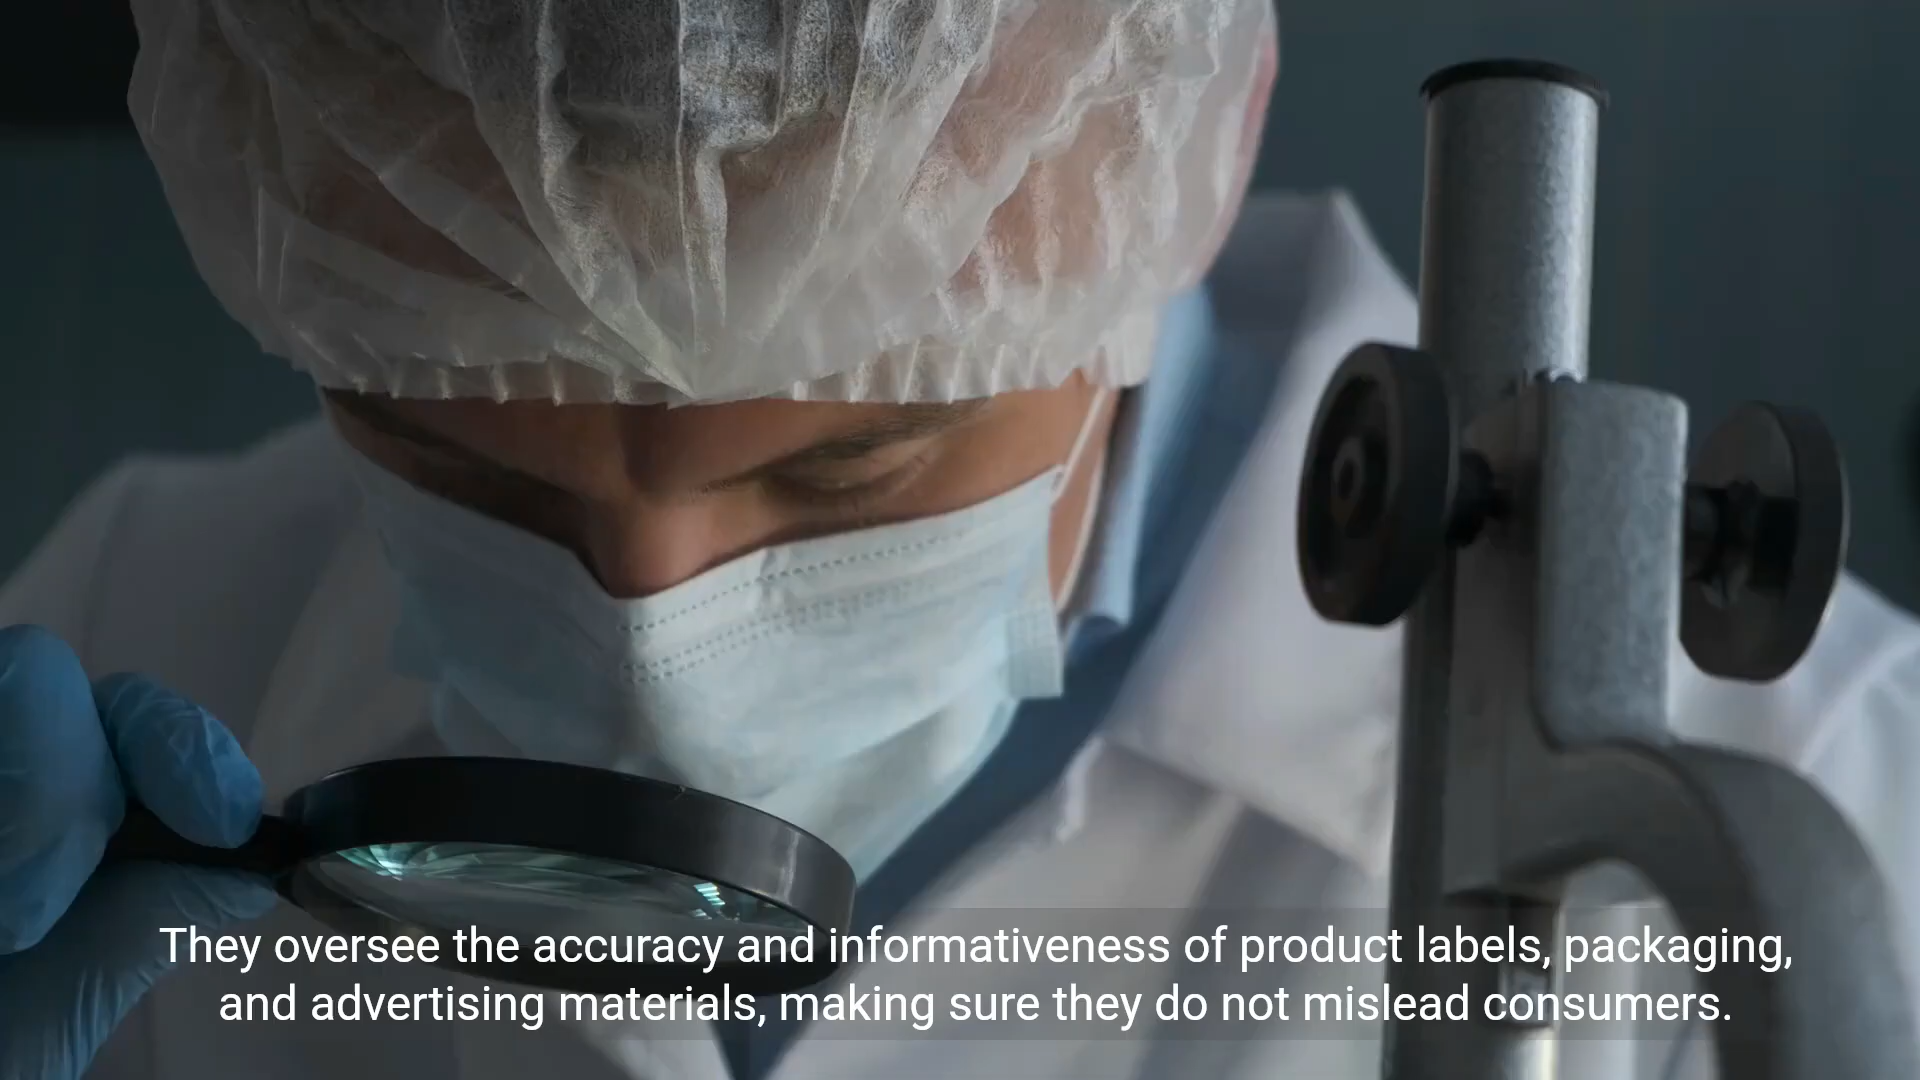 They oversee the accuracy and informativeness of product labels, packaging,
and advertising materials, making sure they do not mislead consumers.